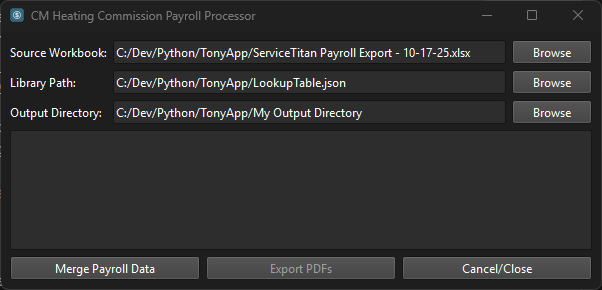 CM Heating Commission Payroll Processor
Source Workbook: C:/Dev/Python/TonyApp/ServiceTitan Payroll Export - 10-17-25.xlsx Browse
Library Path: C:/Dev/Python/TonyApp/LookupTable.json Browse
Output Directory: C:/Dev/Python/TonyApp/My Output Directory Browse
Merge Payroll Data Export PDFs Cancel/Close